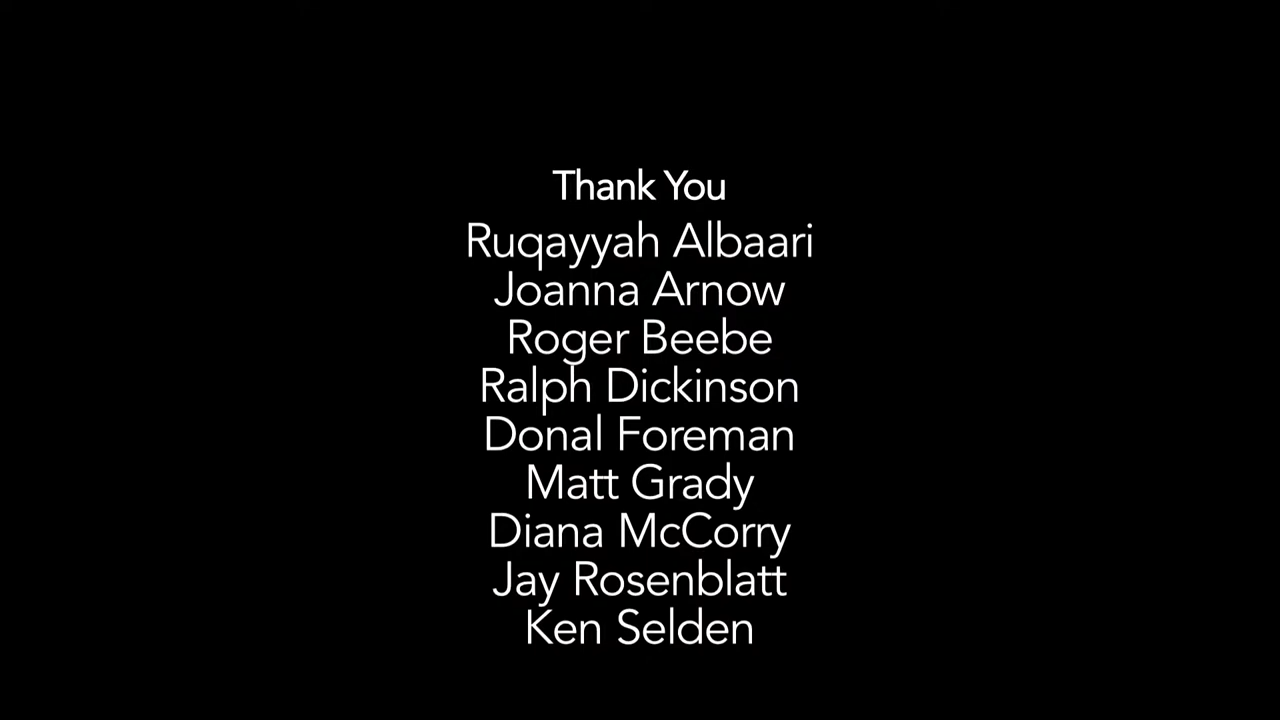 Thank You
Ruqayyah Albaari
Joanna Arnow
Roger Beebe
Ralph Dickinson
Donal Foreman
Matt Grady
Diana McCorry
Jay Rosenblatt
Ken Selden